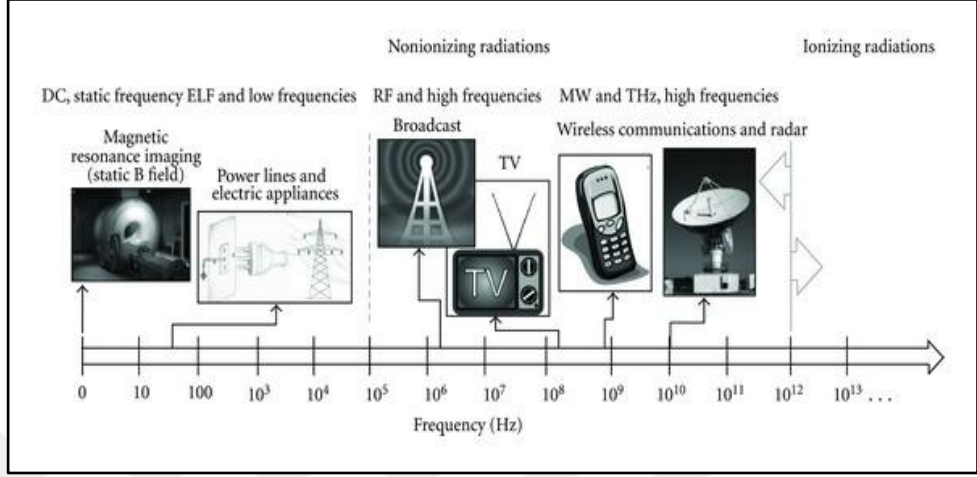 Nonionizing radiations
Ionizing radiations
DC, static frequency ELF and low frequencies
RF and high frequencies
MW and THz, high frequencies
Magnetic
resonance imaging
(static B field)
Power lines and
electric appliances
Broadcast
TV
Wireless communications and radar
TV
0 10 100 10³ 10⁴ 10⁵ 10⁶ 10⁷ 10⁸ 10⁹ 10¹⁰ 10¹¹ 10¹² 10¹³ . . .
Frequency (Hz)